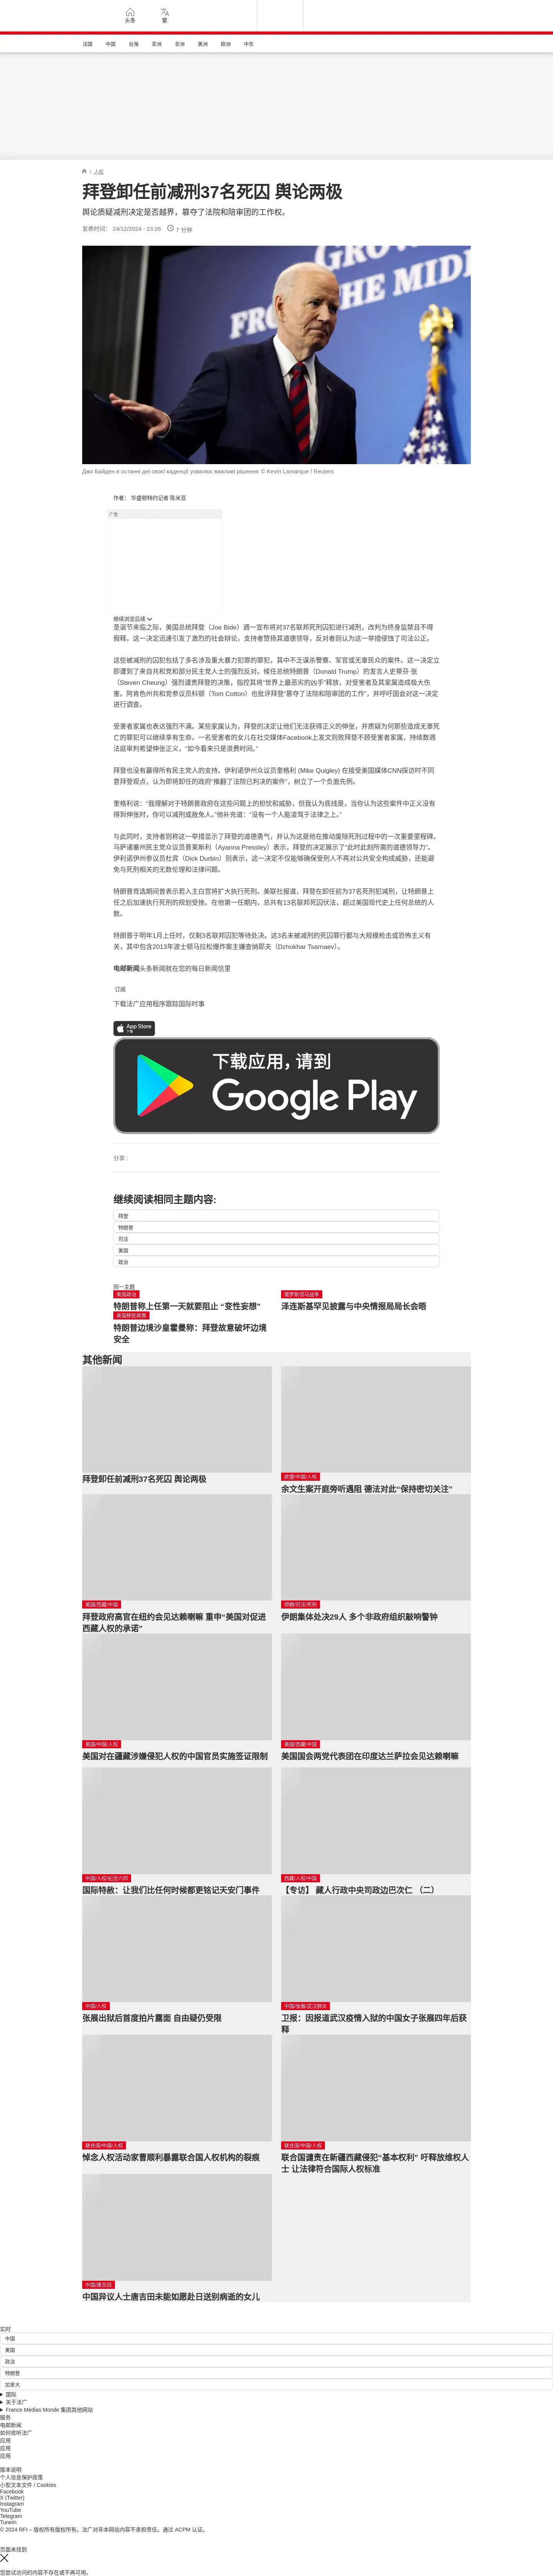 头条
繁
法国 中国 台海 亚洲 非洲 美洲 欧洲 中东
/ 人权
拜登卸任前减刑37名死囚 舆论两极
舆论质疑减刑决定是否越界，篡夺了法院和陪审团的工作权。
发表时间： 24/12/2024 - 23:26 7 分钟
FROM THE MIDD
Джо Байден в останні дні своєї каденції ухвалює важливі рішення © Kevin Lamarque / Reuters
作者： 华盛顿特约记者 陈米亚
广告
继续浏览后续
圣诞节来临之际，美国总统拜登（Joe Bide）週一宣布将对37名联邦死刑囚犯进行减刑，改判为终身监禁且不得
假释。这一决定迅速引发了激烈的社会辩论，支持者赞扬其道德领导，反对者则认为这一举措侵蚀了司法公正。
这些被减刑的囚犯包括了多名涉及重大暴力犯罪的罪犯，其中不乏谋杀警察、军官或无辜民众的案件。这一决定立
即遭到了来自共和党和部分民主党人士的强烈反对。候任总统特朗普（Donald Trump）的发言人史蒂芬·张
（Steven Cheung）强烈谴责拜登的决策，指控其将“世界上最恶劣的凶手”释放，对受害者及其家属造成极大伤
害。阿肯色州共和党参议员科顿（Tom Cotton）也批评拜登“篡夺了法院和陪审团的工作”，并呼吁国会对这一决定
进行调查。
受害者家属也表达强烈不满。某些家属认为，拜登的决定让他们无法获得正义的伸张，并质疑为何那些造成无辜死
亡的罪犯可以继续享有生命。一名受害者的女儿在社交媒体Facebook上发文则败拜登不顾受害者家属，持续数週
法庭审判希望伸张正义，“如今看来只是浪费时间。”
拜登也没有赢得所有民主党人的支持。伊利诺伊州众议员奎格利 (Mike Quigley) 在接受美国媒体CNN採访时不同
意拜登观点，认为即将卸任的政府“推翻了法院已判决的案件”，树立了一个负面先例。
奎格利说：“我理解对于特朗普政府在这些问题上的担忧和威胁，但我认为底线是，当你认为这些案件中正义没有
得到伸张时，你可以减刑或赦免人。”他补充道：“没有一个人能凌驾于法律之上。”
与此同时，支持者则称这一举措显示了拜登的道德勇气，并认为这是他在推动废除死刑过程中的一次重要里程碑。
马萨诸塞州民主党众议员普莱斯利（Ayanna Pressley）表示，拜登的决定展示了“此时此刻所需的道德领导力”。
伊利诺伊州参议员杜宾（Dick Durbin）则表示，这一决定不仅能够确保受刑人不再对公共安全构成威胁，还能避
免与死刑相关的无数伦理和法律问题。
特朗普竞选期间曾表示若入主白宫将扩大执行死刑。美联社报道，拜登在卸任前为37名死刑犯减刑，让特朗普上
任之后加速执行死刑的规划受挫。在他第一任期内，总共有13名联邦死囚伏法，超过美国现代史上任何总统的人
数。
特朗普于明年1月上任时，仅剩3名联邦囚犯等待处决。这3名未被减刑的死囚罪行都与大规模枪击或恐怖主义有
关，其中包含2013年波士顿马拉松爆炸案主嫌查纳耶夫（Dzhokhar Tsarnaev）。
电邮新闻头条新闻就在您的每日新闻信里
订阅
下载法广应用程序跟踪国际时事
App Store
下载
下载应用，请到
Google Play
分享 :
继续阅读相同主题内容:
拜登
特朗普
司法
美国
政治
同一主题
美国政治
特朗普称上任第一天就要阻止 “变性妄想”
俄罗斯侵乌战争
泽连斯基罕见披露与中央情报局局长会晤
美国移民政策
特朗普边境沙皇霍曼称：拜登故意破坏边境
安全
其他新闻
拜登卸任前减刑37名死囚 舆论两极
欧盟/中国/人权
余文生案开庭旁听遇阻 德法对此“保持密切关注”
美国/西藏/中国
拜登政府高官在纽约会见达赖喇嘛 重申“美国对促进
西藏人权的承诺”
伊朗/司法/死刑
伊朗集体处决29人 多个非政府组织敲响警钟
美国/中国/人权
美国对在疆藏涉嫌侵犯人权的中国官员实施签证限制
美国/西藏/中国
美国国会两党代表团在印度达兰萨拉会见达赖喇嘛
中国/人权/纪念六四
国际特赦：让我们比任何时候都更铭记天安门事件
西藏/人权/中国
【专访】 藏人行政中央司政边巴次仁 （二）
中国/人权
张展出狱后首度拍片露面 自由疑仍受限
中国/张展/武汉肺炎
卫报：因报道武汉疫情入狱的中国女子张展四年后获
释
联合国/中国/人权
悼念人权活动家曹顺利暴露联合国人权机构的裂痕
联合国/中国/人权
联合国谴责在新疆西藏侵犯“基本权利” 吁释放维权人
士 让法律符合国际人权标准
中国/唐吉田
中国异议人士唐吉田未能如愿赴日送别病逝的女儿
实时
中国
美国
政治
特朗普
加拿大
国际
关于法广
France Médias Monde 集团其他网站
服务
电邮新闻
如何收听法广
应用
应用
应用
版本说明
个人信息保护政策
小型文本文件 / Cookies
Facebook
X (Twitter)
Instagram
YouTube
Telegram
TuneIn
© 2024 RFI – 版权所有版权所有。法广对非本网站内容不承担责任。通过 ACPM 认证。
页面未找到
您尝试访问的内容不存在或不再可用。